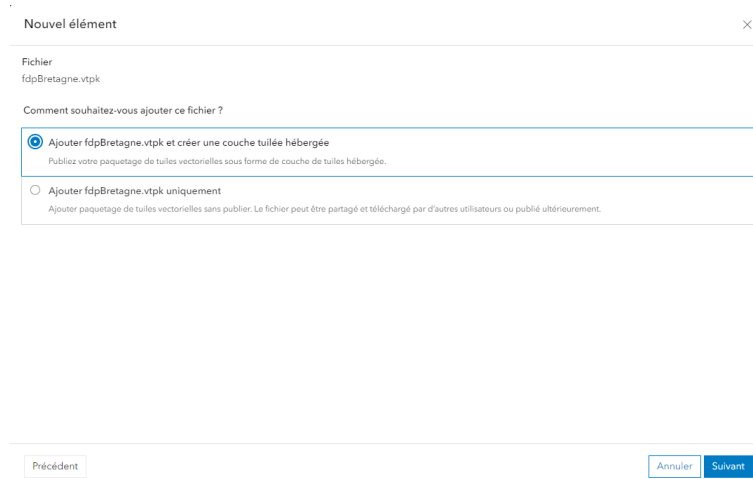 Nouvel élément
Fichier
fdpBretagne.vtpk
Comment souhaitez-vous ajouter ce fichier ?
Ajouter fdpBretagne.vtpk et créer une couche tuilée hébergée
Publiez votre paquetage de tuiles vectorielles sous forme de couche de tuiles hébergée.
Ajouter fdpBretagne.vtpk uniquement
Ajouter paquetage de tuiles vectorielles sans publier. Le fichier peut être partagé et téléchargé par d'autres utilisateurs ou publié ultérieurement.
Précédent
Annuler
Suivant